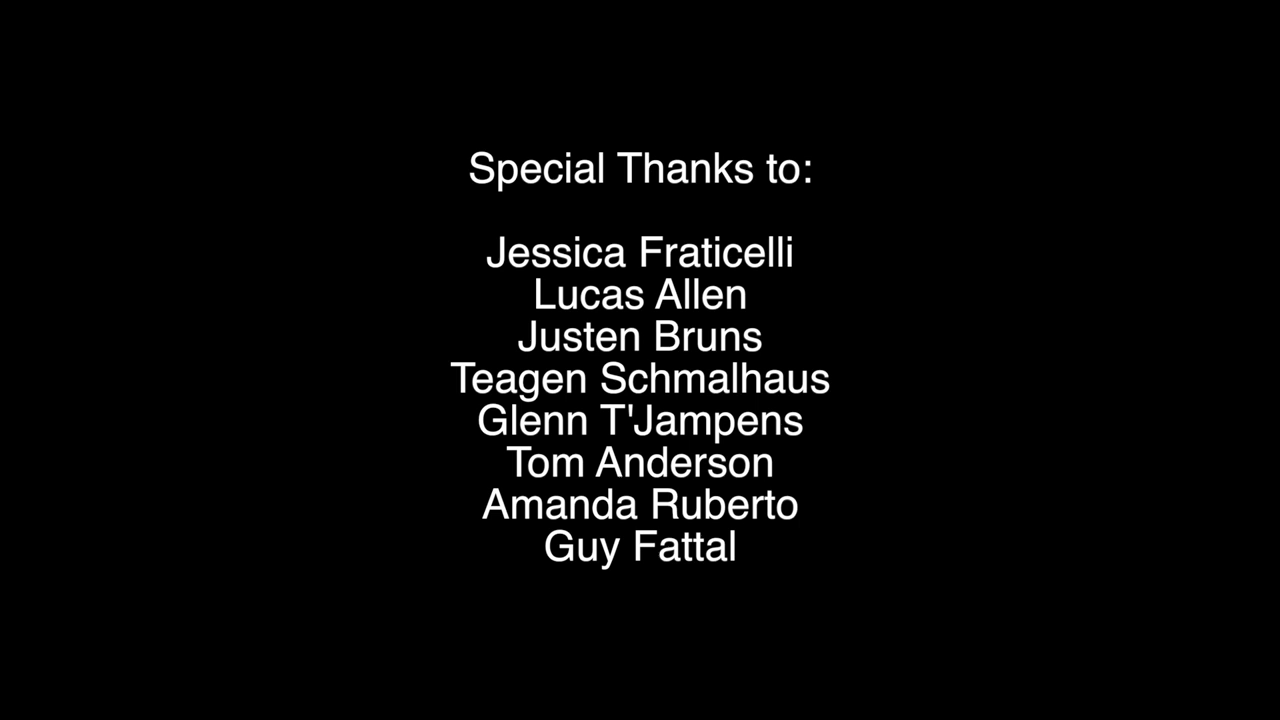 Special Thanks to:
Jessica Fraticelli
Lucas Allen
Justen Bruns
Teagen Schmalhaus
Glenn T'Jampens
Tom Anderson
Amanda Ruberto
Guy Fattal